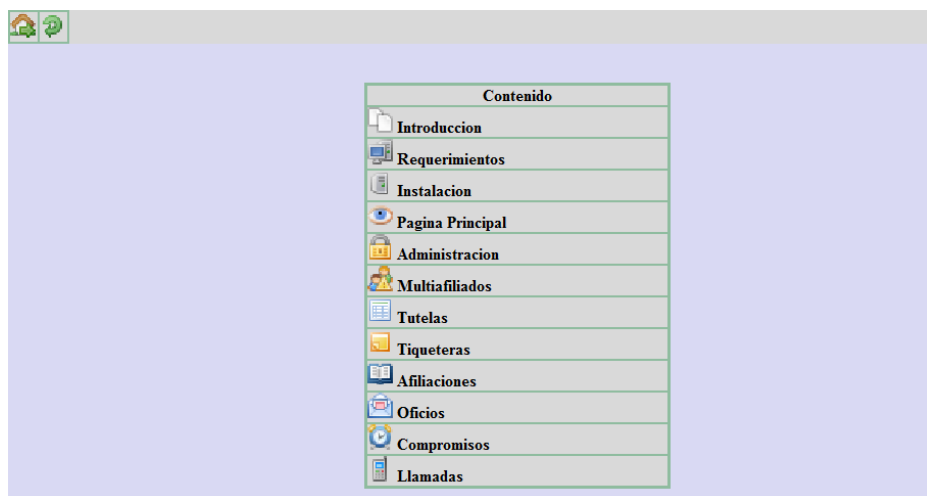 Contenido
Introduccion
Requerimientos
Instalacion
Pagina Principal
Administracion
Multiafiliados
Tutelas
Tiqueteras
Afiliaciones
Oficios
Compromisos
Llamadas